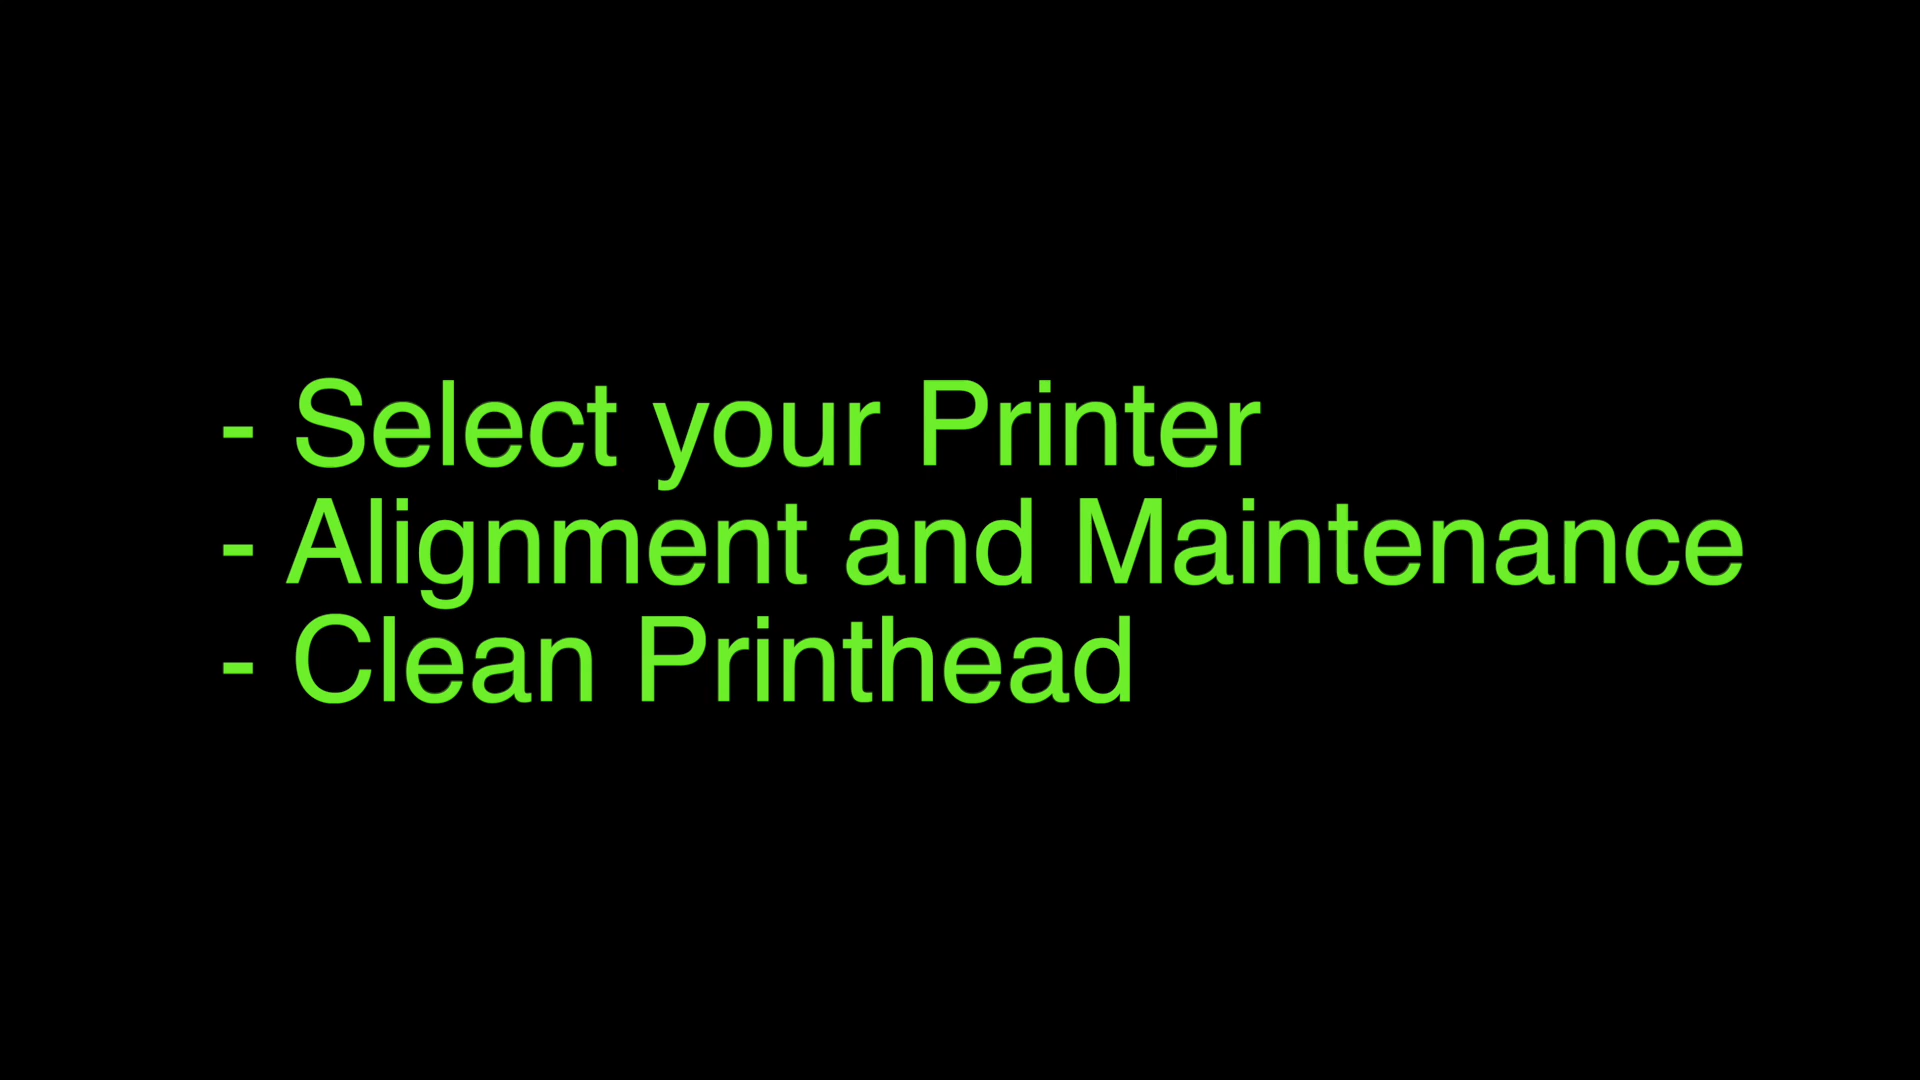 - Select your Printer
- Alignment and Maintenance
- Clean Printhead